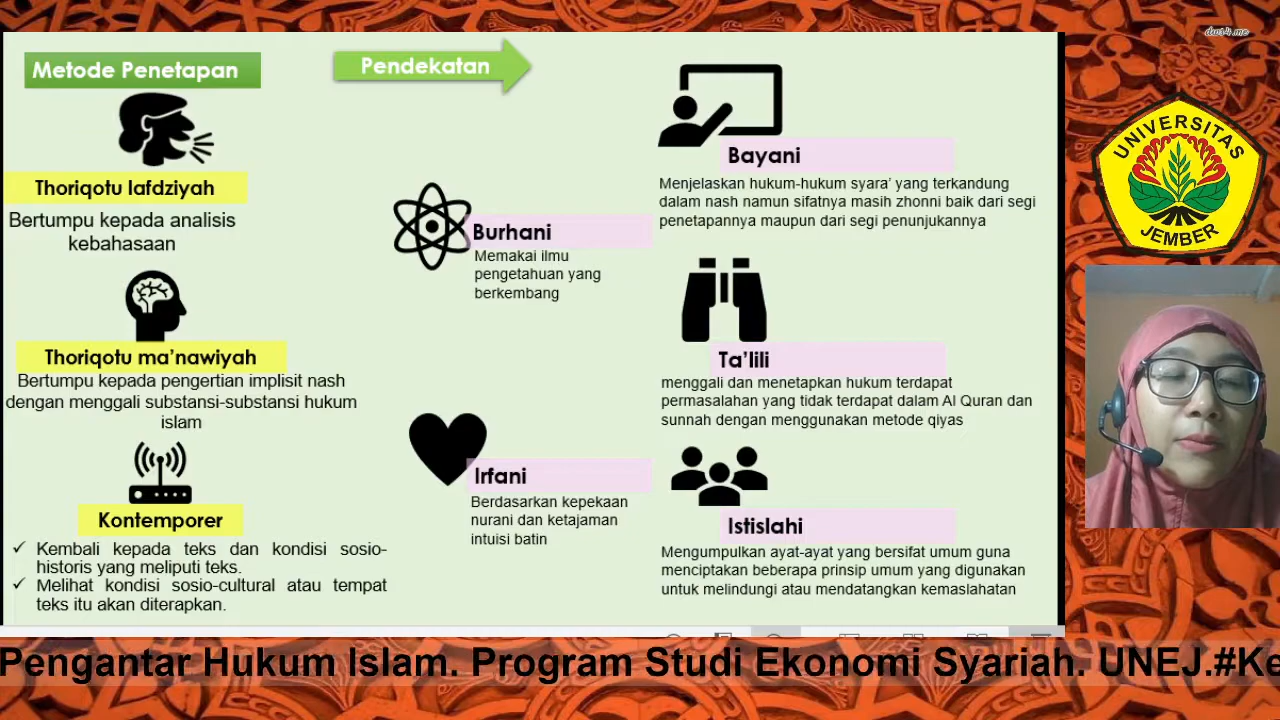 Metode Penetapan
Thoriqotu lafdziyah
Bertumpu kepada analisis
kebahasaan
Thoriqotu ma'nawiyah
Bertumpu kepada pengertian implisit nash
dengan menggali substansi-substansi hukum
islam
Kontemporer
✓ Kembali kepada teks dan kondisi sosio-
historis yang meliputi teks.
✓ Melihat kondisi sosio-cultural atau tempat
teks itu akan diterapkan.
Pendekatan
Burhani
Memakai ilmu
pengetahuan yang
berkembang
Irfani
Berdasarkan kepekaan
nurani dan ketajaman
intuisi batin
Bayani
Menjelaskan hukum-hukum syara' yang terkandung
dalam nash namun sifatnya masih zhonni baik dari segi
penetapannya maupun dari segi penunjukannya
Ta'lili
menggali dan menetapkan hukum terdapat
permasalahan yang tidak terdapat dalam Al Quran dan
sunnah dengan menggunakan metode qiyas
Istislahi
Mengumpulkan ayat-ayat yang bersifat umum guna
menciptakan beberapa prinsip umum yang digunakan
untuk melindungi atau mendatangkan kemaslahatan
UNIVERSITAS
JEMBER
Pengantar Hukum Islam. Program Studi Ekonomi Syariah. UNEJ.#Ke